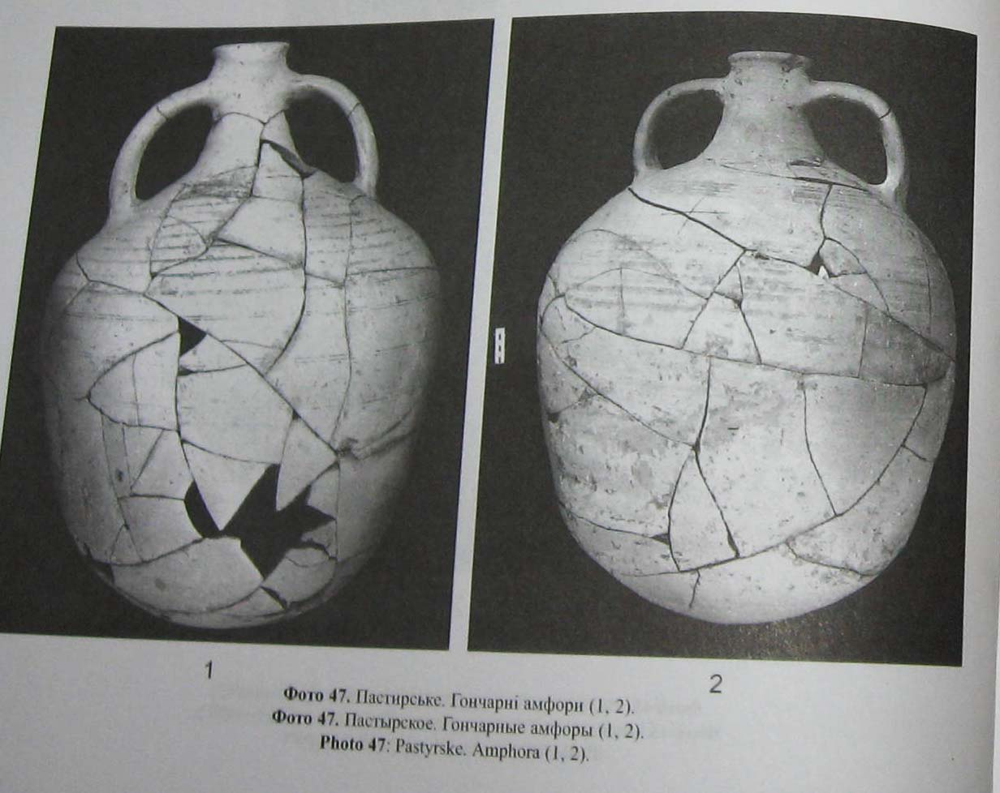 1
2
Фото 47. Пастирське. Гончарні амфори (1, 2).
Фото 47. Пастырское. Гончарные амфоры (1, 2).
Photo 47: Pastyrske. Amphora (1, 2).